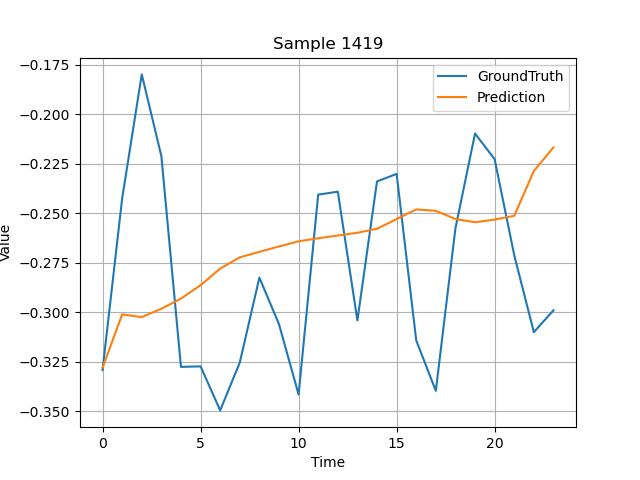 Sample 1419
GroundTruth
Prediction
−0.175
−0.200
−0.225
−0.250
−0.275
−0.300
−0.325
−0.350
Value
0 5 10 15 20
Time